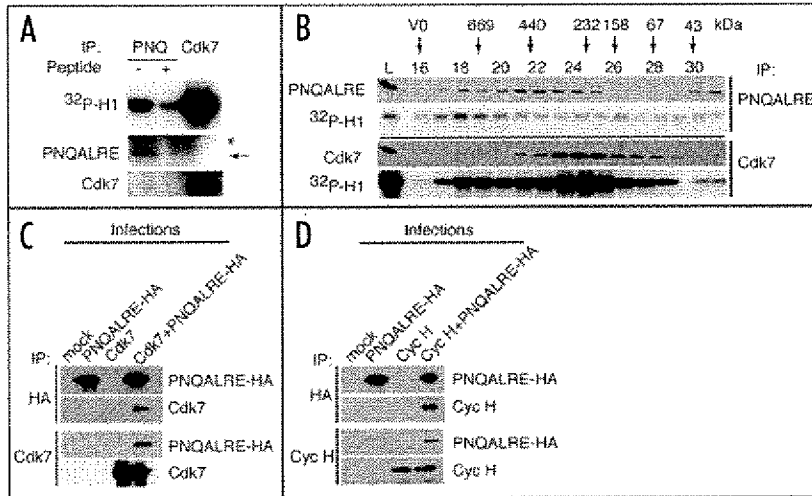 A
IP: PNQ Cdk7
Peptide - +
32P-H1
PNQALRE
*
←
Cdk7
B
V0 669 440 232 158 67 43 kDa
L 16 18 20 22 24 26 28 30 IP:
PNQALRE
32P-H1
PNQALRE
Cdk7
32P-H1
Cdk7
C
Infections
mock
PNQALRE-HA
Cdk7
Cdk7+PNQALRE-HA
IP:
HA
PNQALRE-HA
Cdk7
Cdk7
PNQALRE-HA
Cdk7
D
Infections
mock
PNQALRE-HA
Cyc H
Cyc H+PNQALRE-HA
IP:
HA
PNQALRE-HA
Cyc H
Cyc H
PNQALRE-HA
Cyc H